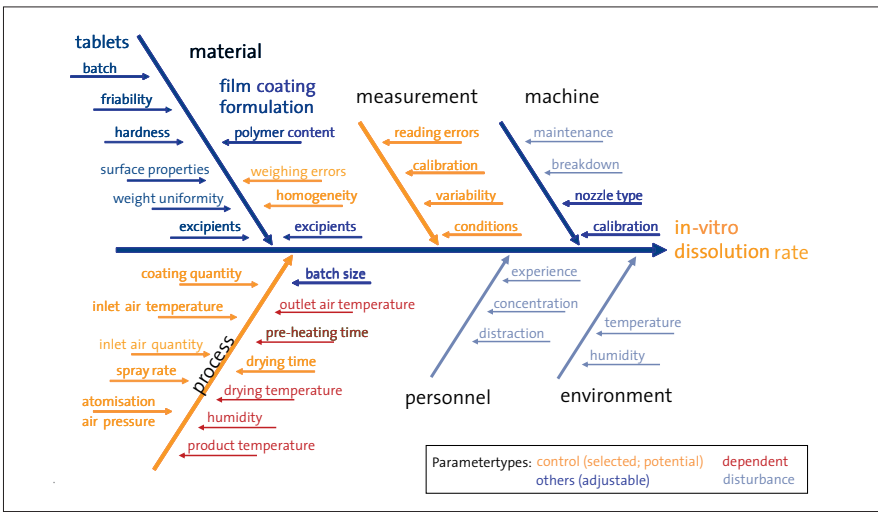 tablets
material
batch
film coating
formulation
friability
measurement
machine
hardness
polymer content
reading errors
maintenance
surface properties
weighing errors
calibration
breakdown
weight uniformity
homogeneity
variability
nozzle type
excipients
excipients
conditions
calibration
in-vitro
dissolution rate
coating quantity
batch size
experience
inlet air temperature
outlet air temperature
concentration
pre-heating time
temperature
inlet air quantity
process
distraction
spray rate
drying time
humidity
atomisation
air pressure
drying temperature
personnel
environment
humidity
product temperature
Parametertypes: control (selected; potential) dependent
others (adjustable) disturbance